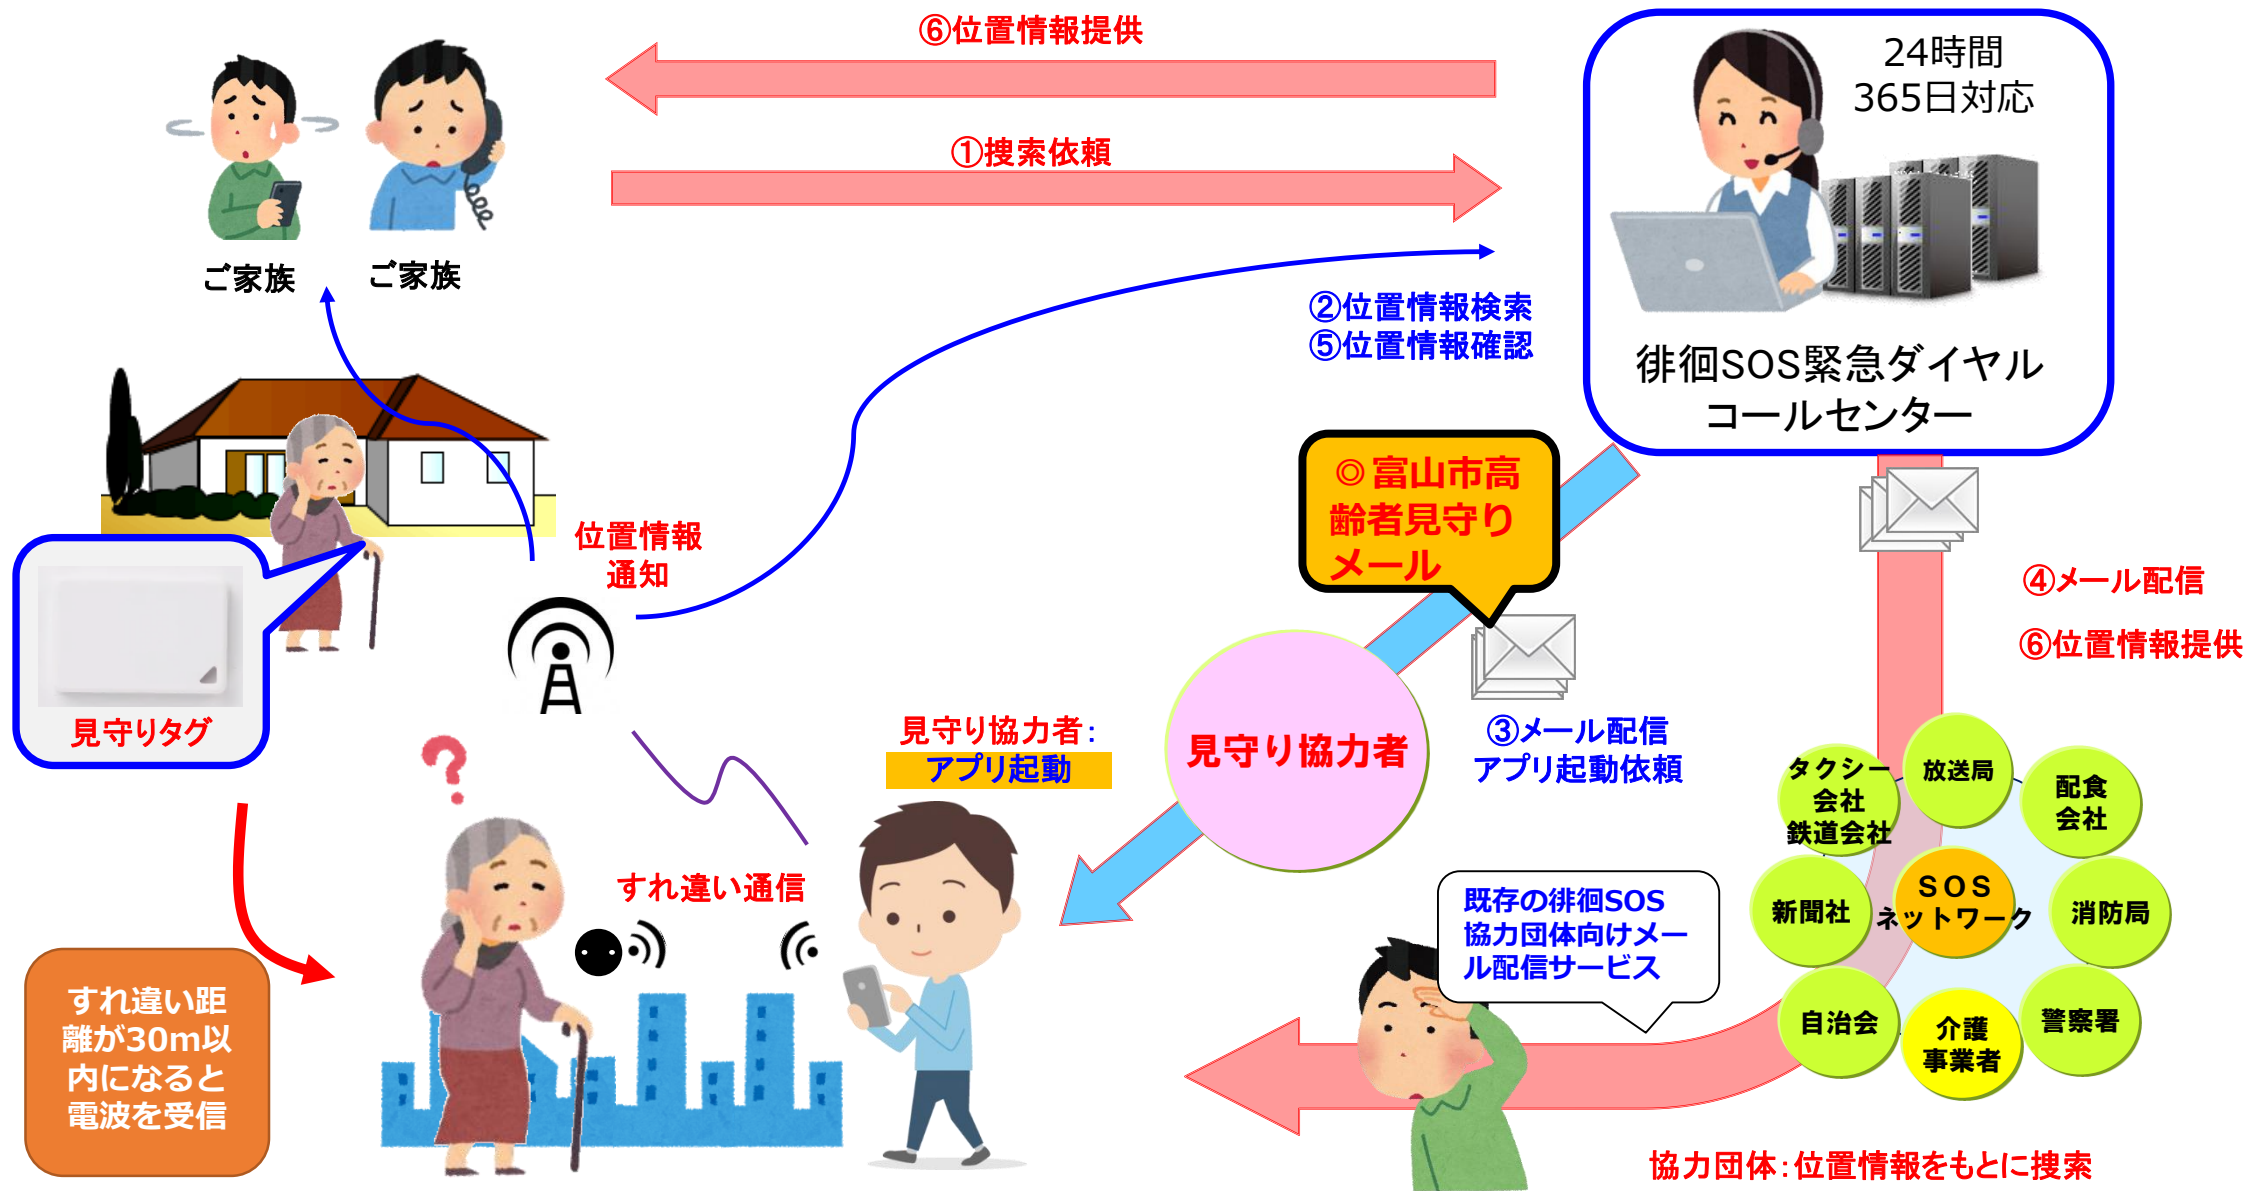 ⑥位置情報提供
24時間
365日対応
①捜索依頼
ご家族
ご家族
②位置情報検索
⑤位置情報確認
徘徊SOS緊急ダイヤル
コールセンター
◎富山市高
齢者見守り
メール
位置情報
通知
④メール配信
⑥位置情報提供
見守りタグ
見守り協力者：
アプリ起動
見守り協力者
③メール配信
アプリ起動依頼
タクシー
会社
鉄道会社
放送局
配食
会社
すれ違い通信
既存の徘徊SOS
協力団体向けメー
ル配信サービス
新聞社
ＳＯＳ
ネットワーク
消防局
すれ違い距
離が30m以
内になると
電波を受信
自治会
介護
事業者
警察署
協力団体：位置情報をもとに捜索